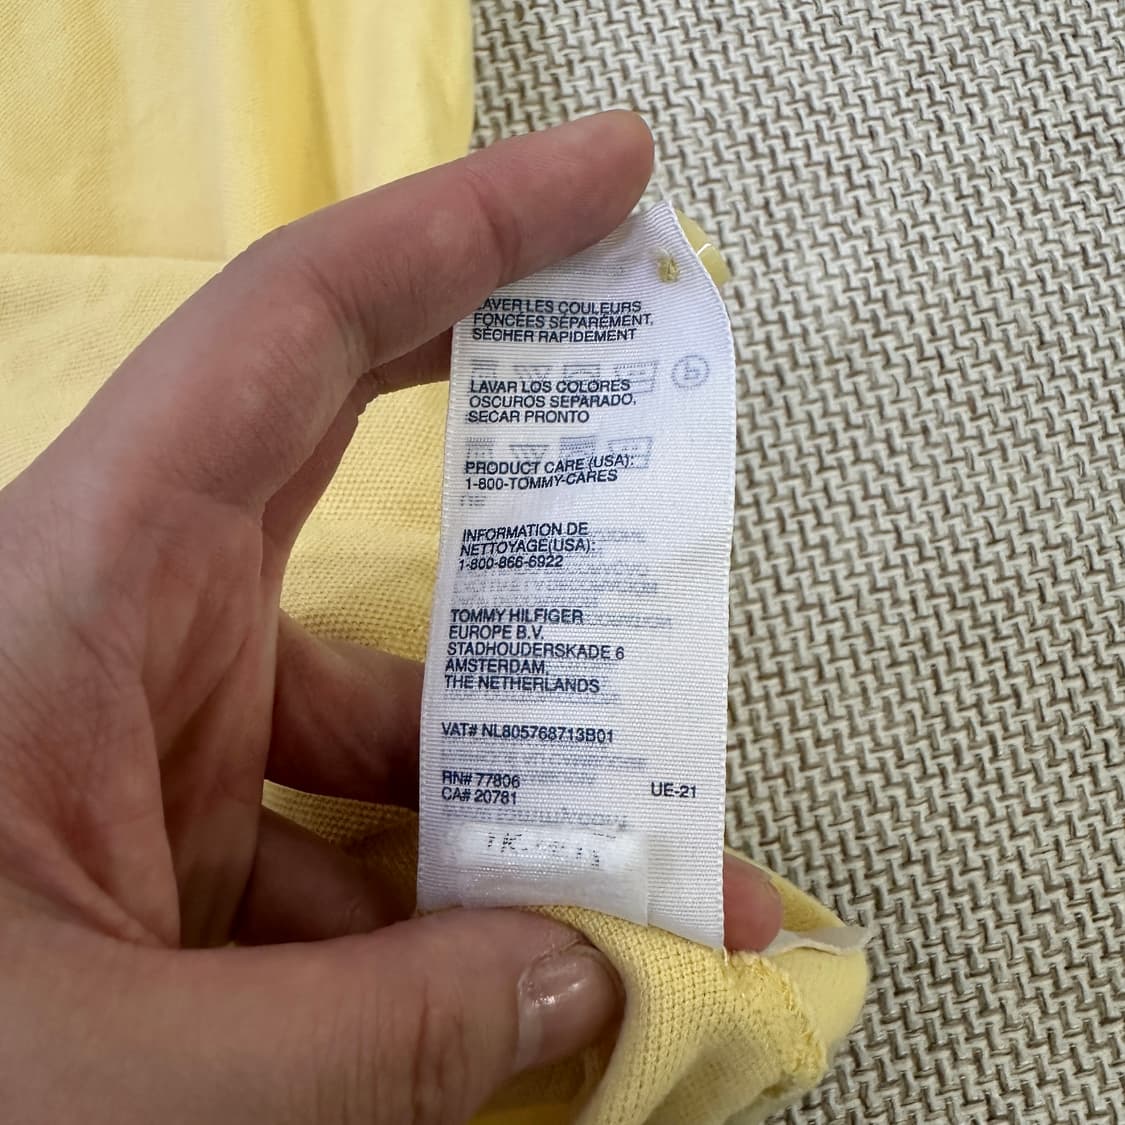 LAVER LES COULEURS
FONCÉES SÉPARÉMENT,
SÉCHER RAPIDEMENT
LAVAR LOS COLORES
OSCUROS SEPARADO,
SECAR PRONTO
PRODUCT CARE (USA):
1-800-TOMMY-CARES
INFORMATION DE
NETTOYAGE(USA):
1-800-866-6922
TOMMY HILFIGER
EUROPE B.V.
STADHOUDERSKADE 6
AMSTERDAM,
THE NETHERLANDS
VAT# NL805768713B01
RN# 77806
CA# 20781
UE-21